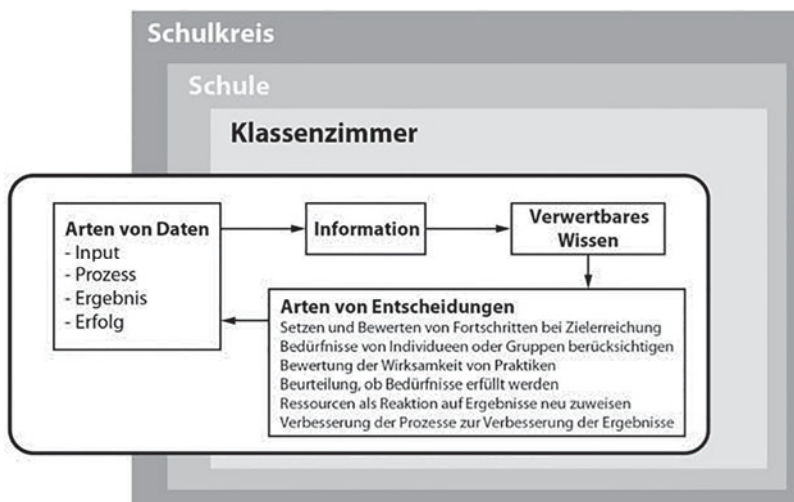 Schulkreis
Schule
Klassenzimmer
Arten von Daten
- Input
- Prozess
- Ergebnis
- Erfolg
Information
Verwertbares
Wissen
Arten von Entscheidungen
Setzen und Bewerten von Fortschritten bei Zielerreichung
Bedürfnisse von Individueen oder Gruppen berücksichtigen
Bewertung der Wirksamkeit von Praktiken
Beurteilung, ob Bedürfnisse erfüllt werden
Ressourcen als Reaktion auf Ergebnisse neu zuweisen
Verbesserung der Prozesse zur Verbesserung der Ergebnisse